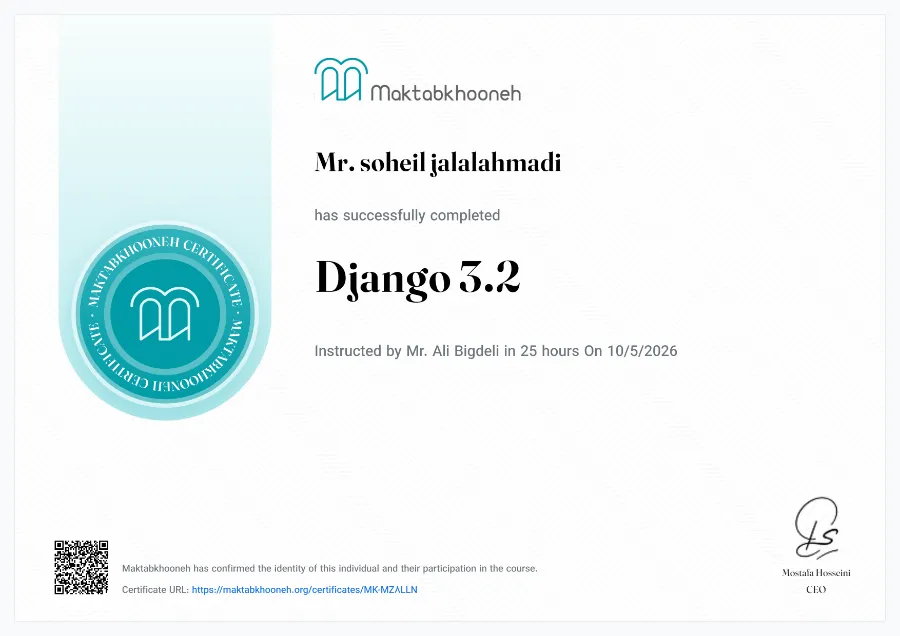 Maktabkhooneh
Mr. soheil jalalahmadi
has successfully completed
Django 3.2
Instructed by Mr. Ali Bigdeli in 25 hours On 10/5/2026
MAKTABKHOONEH CERTIFICATE · MAKTABKHOONEH CERTIFICATE ·
Maktabkhooneh has confirmed the identity of this individual and their participation in the course.
Certificate URL: https://maktabkhooneh.org/certificates/MK-MZALLN
Mostafa Hosseini
CEO